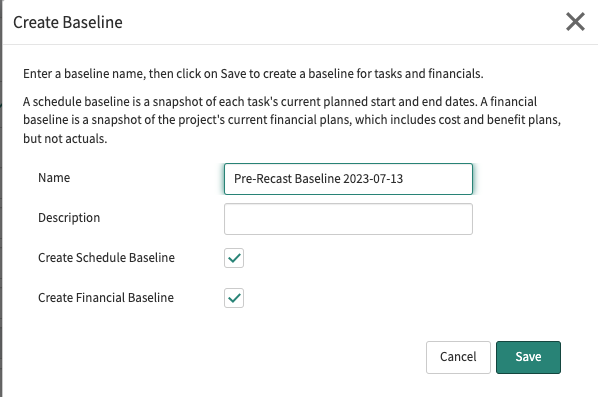 Create Baseline
Enter a baseline name, then click on Save to create a baseline for tasks and financials.
A schedule baseline is a snapshot of each task's current planned start and end dates. A financial
baseline is a snapshot of the project's current financial plans, which includes cost and benefit plans,
but not actuals.
Name
Pre-Recast Baseline 2023-07-13
Description
Create Schedule Baseline
Create Financial Baseline
Cancel
Save